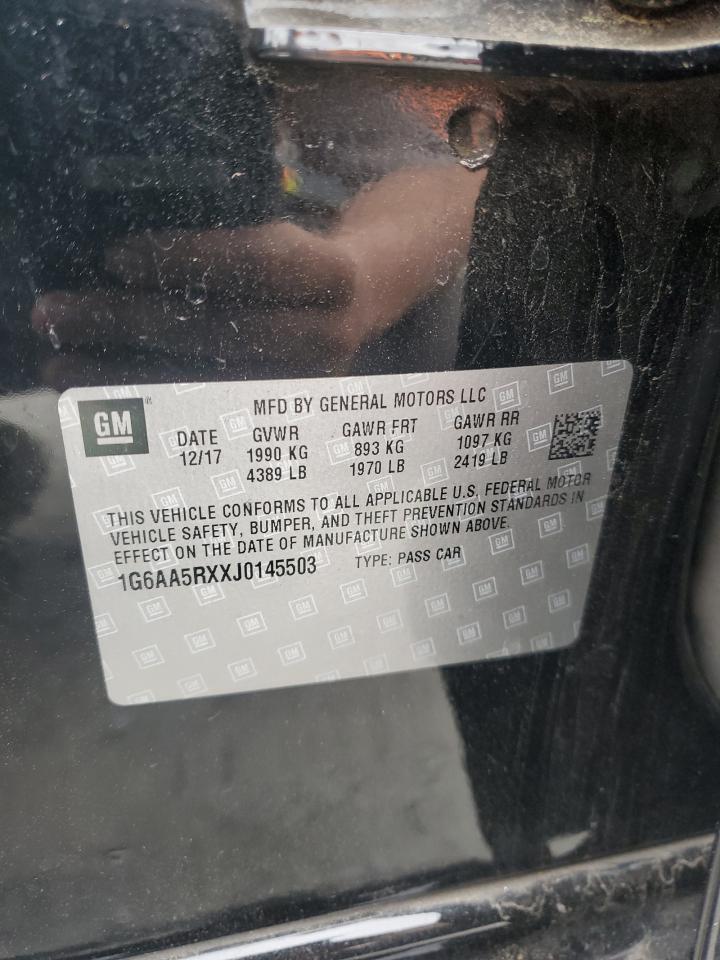 GM
MFD BY GENERAL MOTORS LLC
DATE GVWR GAWR FRT GAWR RR
12/17 1990 KG 893 KG 1097 KG
4389 LB 1970 LB 2419 LB
THIS VEHICLE CONFORMS TO ALL APPLICABLE U.S. FEDERAL MOTOR
VEHICLE SAFETY, BUMPER, AND THEFT PREVENTION STANDARDS IN
EFFECT ON THE DATE OF MANUFACTURE SHOWN ABOVE.
1G6AA5RXXJ0145503 TYPE: PASS CAR